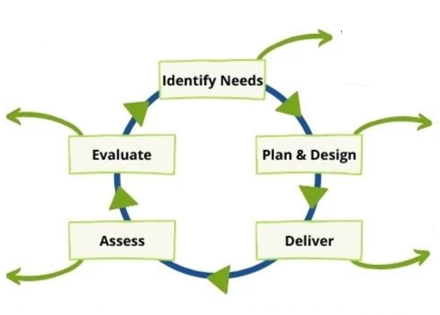 Identify Needs
Evaluate
Plan & Design
Assess
Deliver